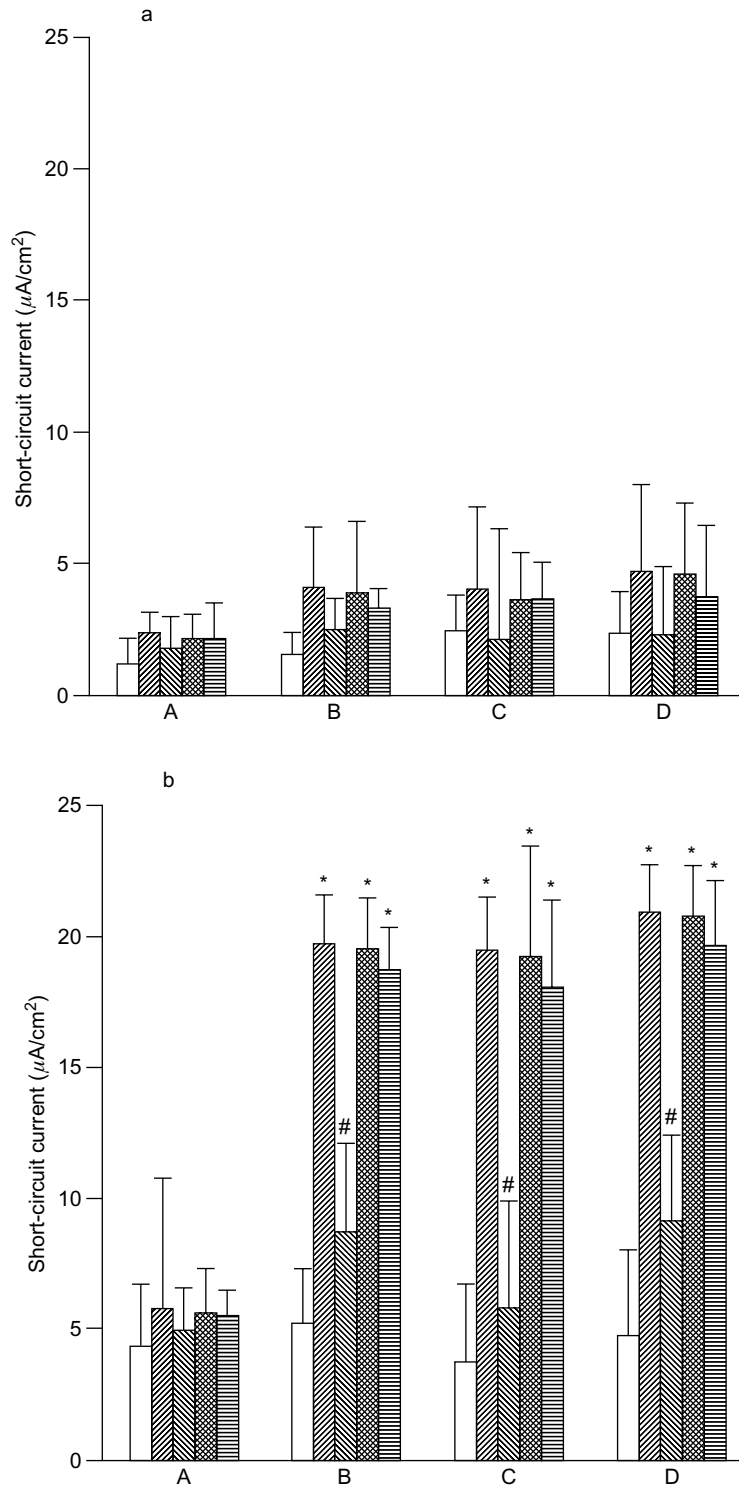 a
25
20
15
10
5
0
Short-circuit current (μA/cm²)
A B C D
b
25
20
15
10
5
0
Short-circuit current (μA/cm²)
* * * * * * * * *
# # #
A B C D